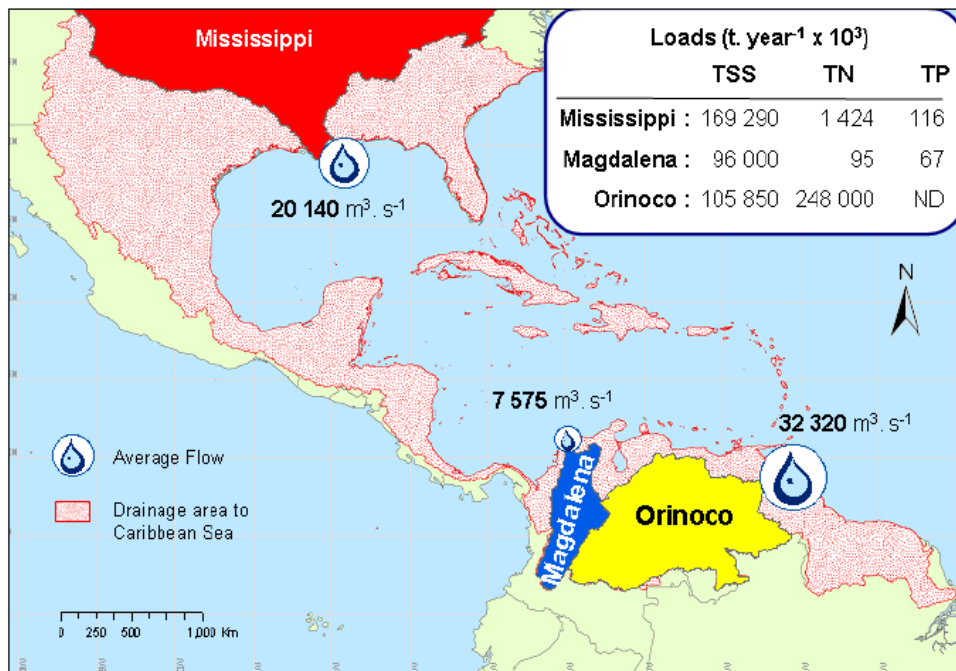 Mississippi
Loads (t. year-1 x 10³)
TSS TN TP
Mississippi : 169 290 1 424 116
Magdalena : 96 000 95 67
Orinoco : 105 850 248 000 ND
20 140 m³. s-1
N
7 575 m³. s-1
32 320 m³. s-1
Average Flow
Drainage area to
Caribbean Sea
Magdalena
Orinoco
0 250 500 1,000 Km